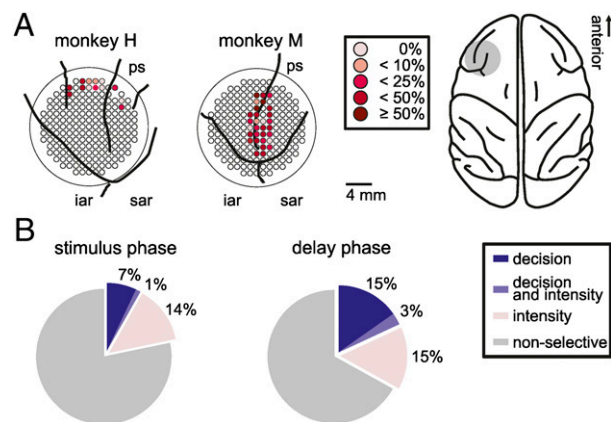 A
monkey H
monkey M
ps
ps
iar
sar
iar
sar
0%
< 10%
< 25%
< 50%
≥ 50%
4 mm
anterior
B
stimulus phase
7%
1%
14%
delay phase
15%
3%
15%
decision
decision
and intensity
intensity
non-selective